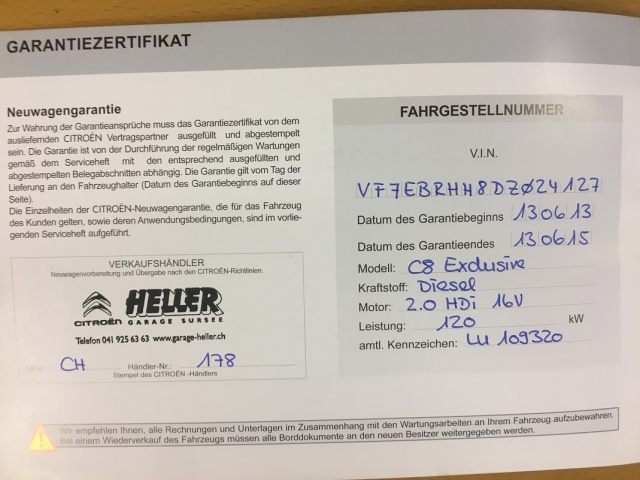 GARANTIEZERTIFIKAT
Neuwagengarantie
Zur Wahrung der Garantieansprüche muss das Garantiezertifikat von dem
ausliefernden CITROËN Vertragspartner ausgefüllt und abgestempelt
sein. Die Garantie ist von der Durchführung der regelmäßigen Wartungen
gemäß dem Serviceheft mit den entsprechend ausgefüllten und
abgestempelten Belegabschnitten abhängig. Die Garantie gilt vom Tag der
Lieferung an den Fahrzeughalter (Datum des Garantiebeginns auf dieser
Seite).
Die Einzelheiten der CITROËN-Neuwagengarantie, die für das Fahrzeug
des Kunden gelten, sowie deren Anwendungsbedingungen, sind im vorlie-
genden Serviceheft aufgeführt.
VERKAUFSHÄNDLER
Neuwagenvorbereitung und Übergabe nach den CITROËN-Richtlinien.
HELLER
CITROËN GARAGE SURSEE
Telefon 041 925 63 63 www.garage-heller.ch
CH Händler-Nr.: 178
Stempel des CITROËN-Händlers
FAHRGESTELLNUMMER
V.I.N.
VF7EBRHH8DZØ24127
Datum des Garantiebeginns 130613
Datum des Garantieendes 130615
Modell: C8 Exclusive
Kraftstoff: Diesel
Motor: 2.0 HDi 16V
Leistung: 120 kW
amtl. Kennzeichen: LU 109320
Wir empfehlen Ihnen, alle Rechnungen und Unterlagen im Zusammenhang mit den Wartungsarbeiten an Ihrem Fahrzeug aufzubewahren.
Bei einem Wiederverkauf des Fahrzeugs müssen alle Borddokumente an den neuen Besitzer weitergegeben werden.